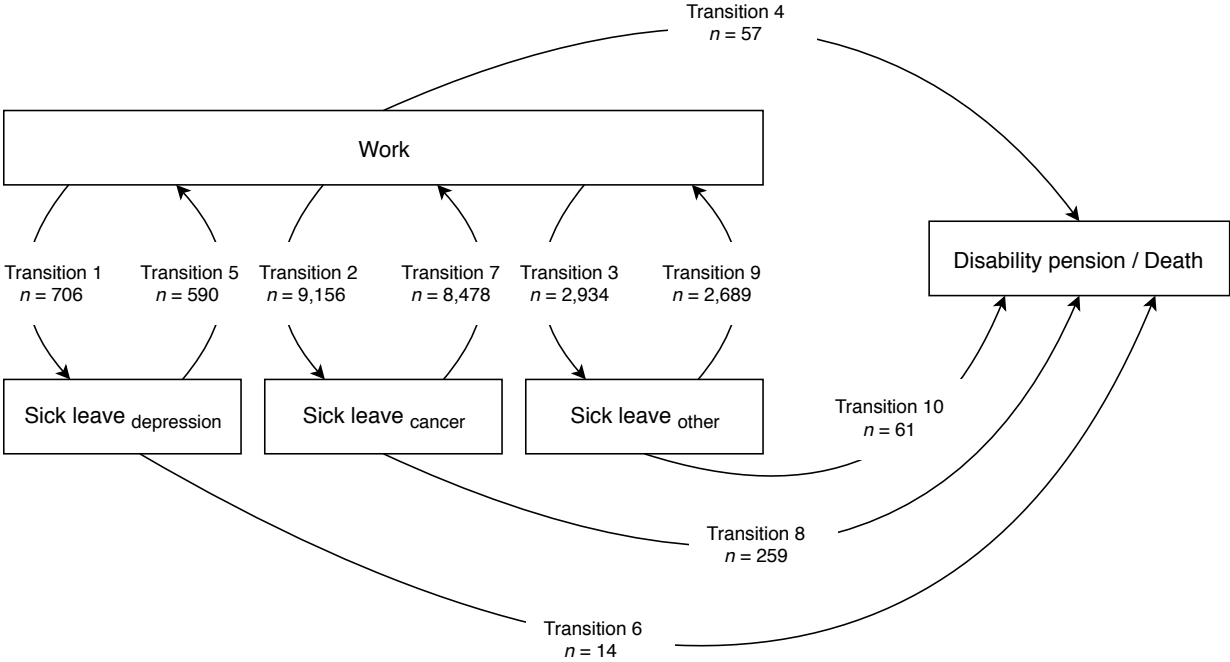 Transition 4
n = 57
Work
Transition 1
n = 706
Transition 5
n = 590
Transition 2
n = 9,156
Transition 7
n = 8,478
Transition 3
n = 2,934
Transition 9
n = 2,689
Disability pension / Death
Sick leave depression
Sick leave cancer
Sick leave other
Transition 10
n = 61
Transition 8
n = 259
Transition 6
n = 14